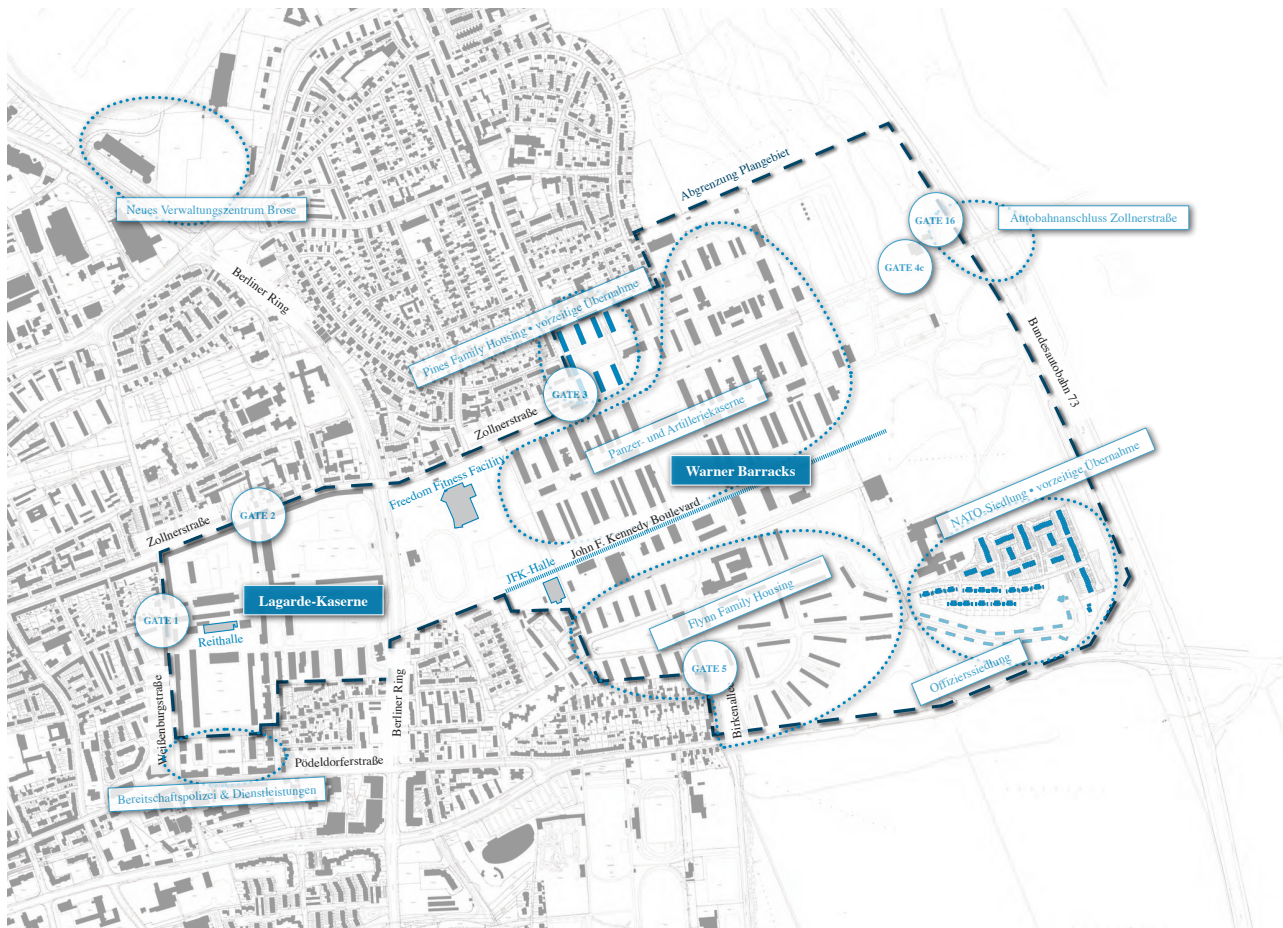 Abgrenzung Plangebiet
Neues Verwaltungszentrum Brose
GATE 16
Autobahnanschluss Zollnerstraße
GATE 4c
Berliner Ring
Pines Family Housing • vorzeitige Übernahme
Bundesautobahn 73
GATE 3
Zollnerstraße
Panzer- und Artilleriekaserne
Warner Barracks
Freedom Fitness Facility
NATO-Siedlung • vorzeitige Übernahme
GATE 2
Zollnerstraße
John F. Kennedy Boulevard
JFK-Halle
Lagarde-Kaserne
GATE 1
Reithalle
Flynn Family Housing
GATE 5
Offizierssiedlung
Weißenburgstraße
Berliner Ring
Birkenallee
Pödeldorferstraße
Bereitschaftspolizei & Dienstleistungen